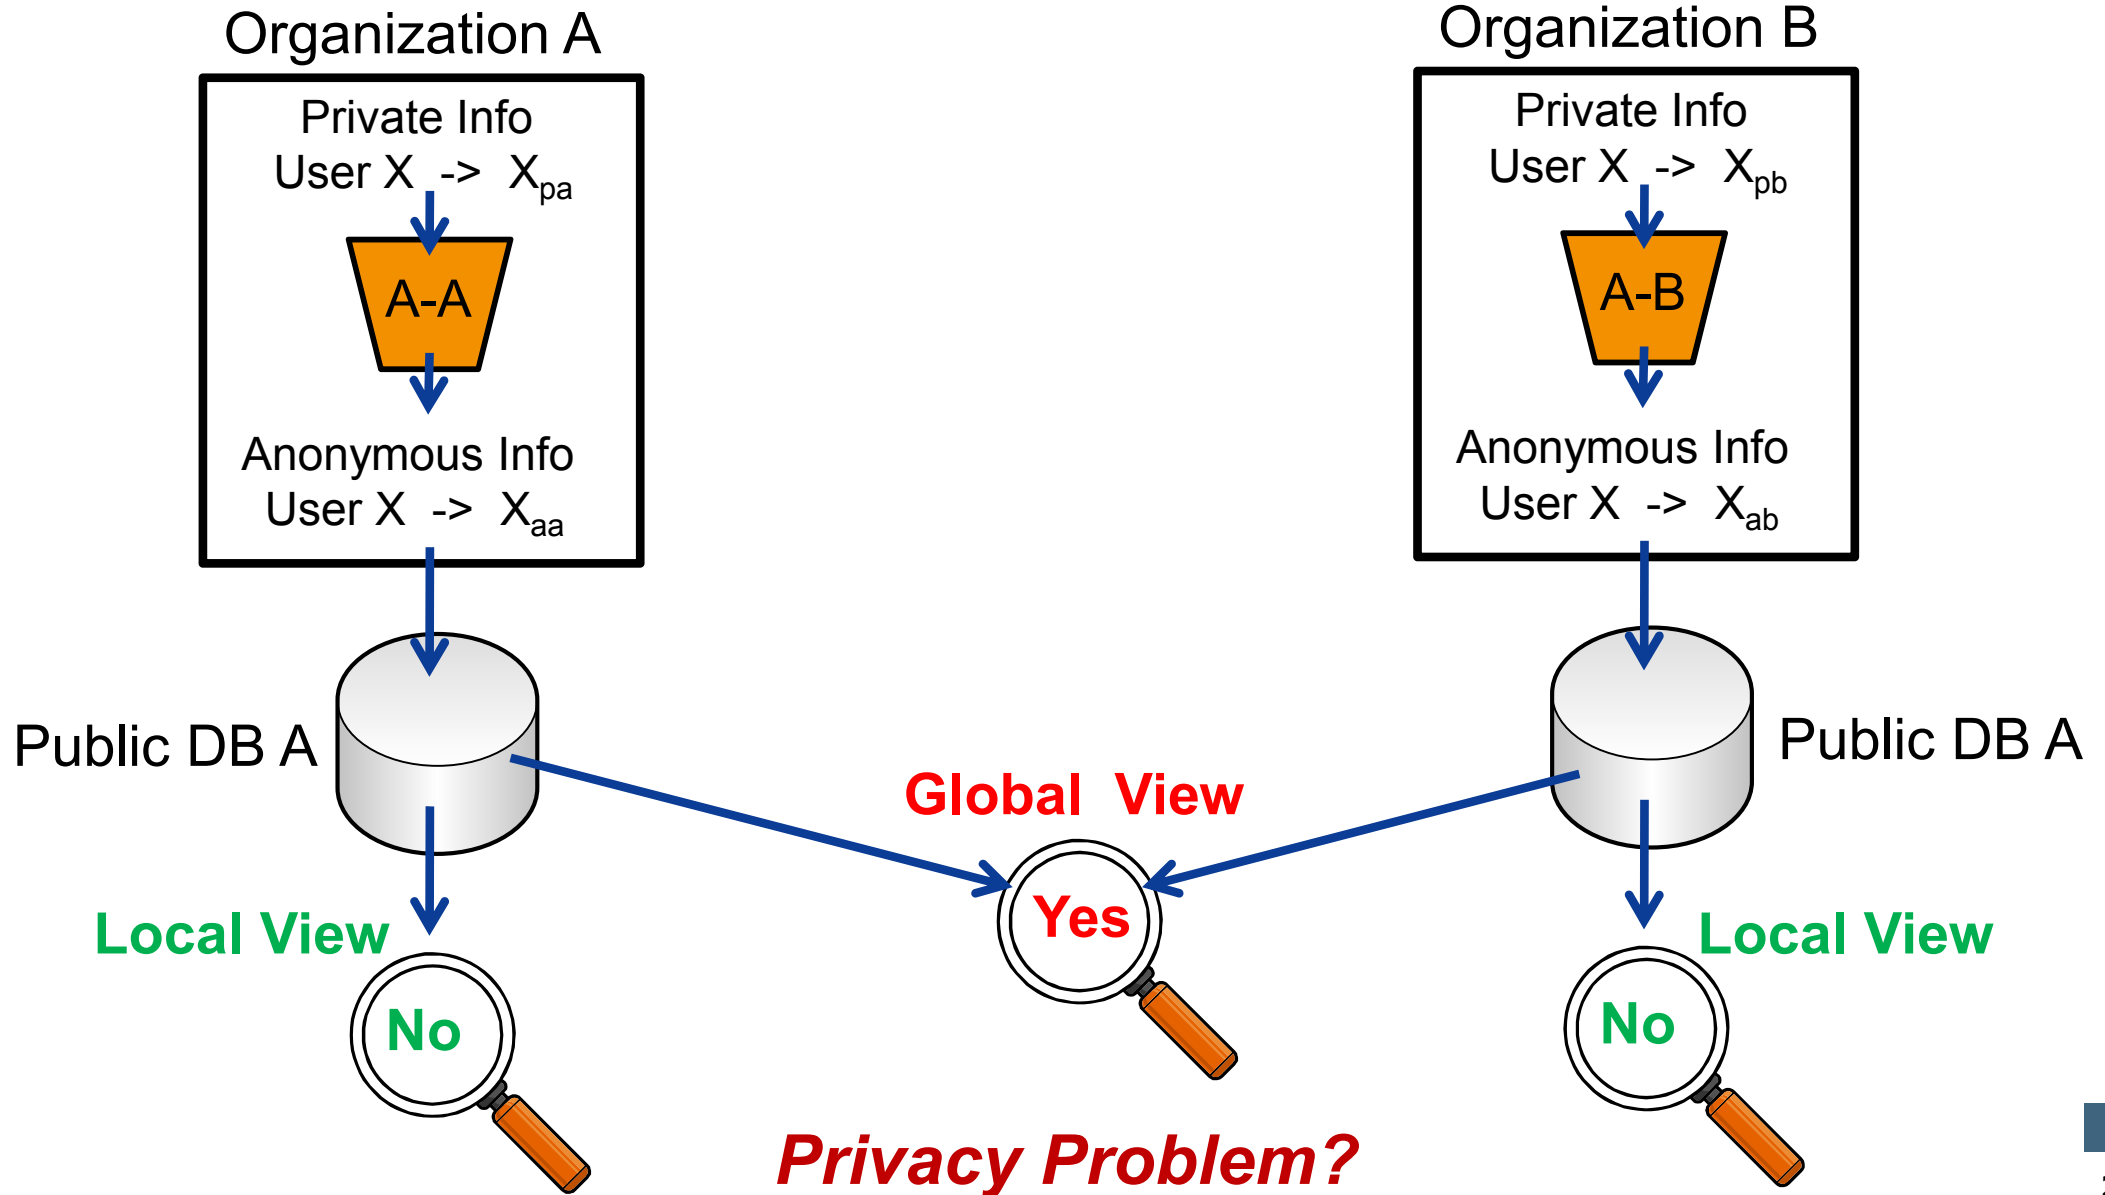 Organization A
Private Info
User X -> Xpa
A-A
Anonymous Info
User X -> Xaa
Public DB A
Local View
No
Organization B
Private Info
User X -> Xpb
A-B
Anonymous Info
User X -> Xab
Public DB A
Local View
No
Global View
Yes
Privacy Problem?